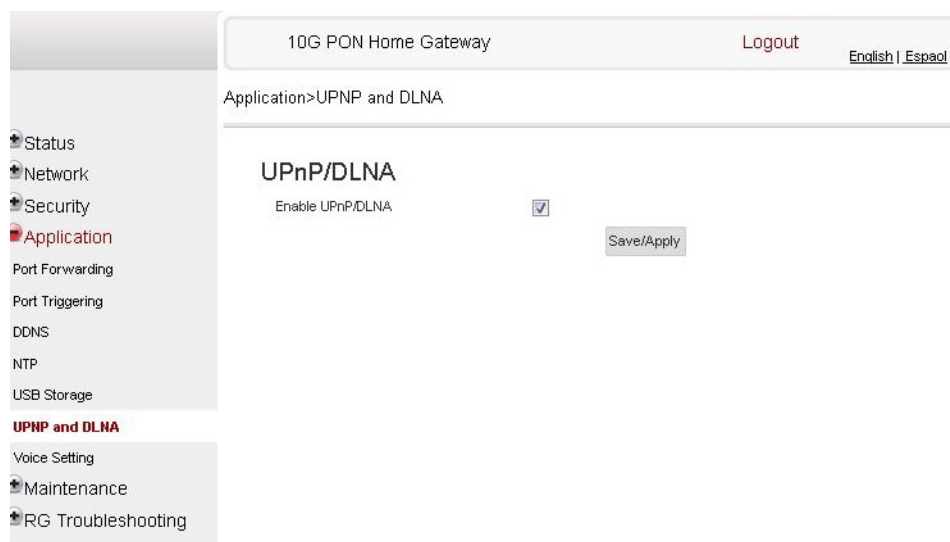 10G PON Home Gateway
Logout
English | Espaol
Application>UPNP and DLNA
Status
Network
Security
Application
Port Forwarding
Port Triggering
DDNS
NTP
USB Storage
UPNP and DLNA
Voice Setting
Maintenance
RG Troubleshooting
UPnP/DLNA
Enable UPnP/DLNA
Save/Apply